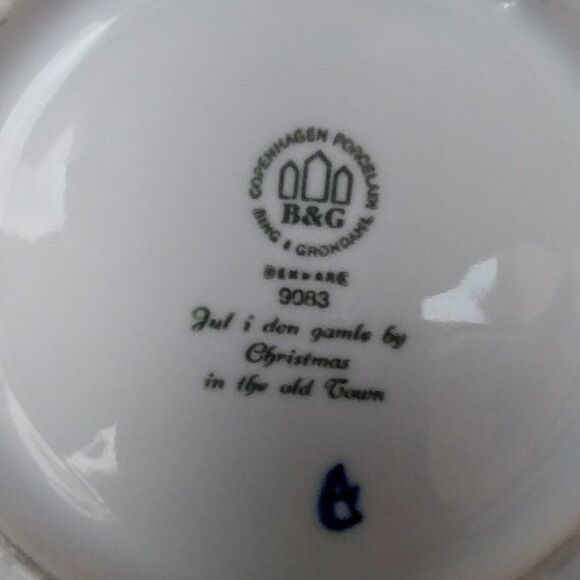 COPENHAGEN PORCELAIN
B&G
BING & GRONDAHL
DENMARK
9083
Jul i den gamle by
Christmas
in the old Town